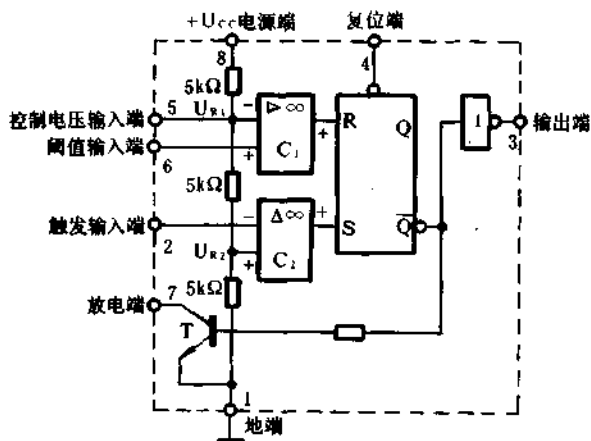 +Ucc电源端
复位端
8
4
5kΩ
控制电压输入端
5
U_R1
-
▷∞
+
R
Q
1
输出端
3
阈值输入端
6
+
C₁
5kΩ
触发输入端
2
-
Δ∞
+
S
Q̅
U_R2
+
C₂
5kΩ
放电端
7
T
1
地端